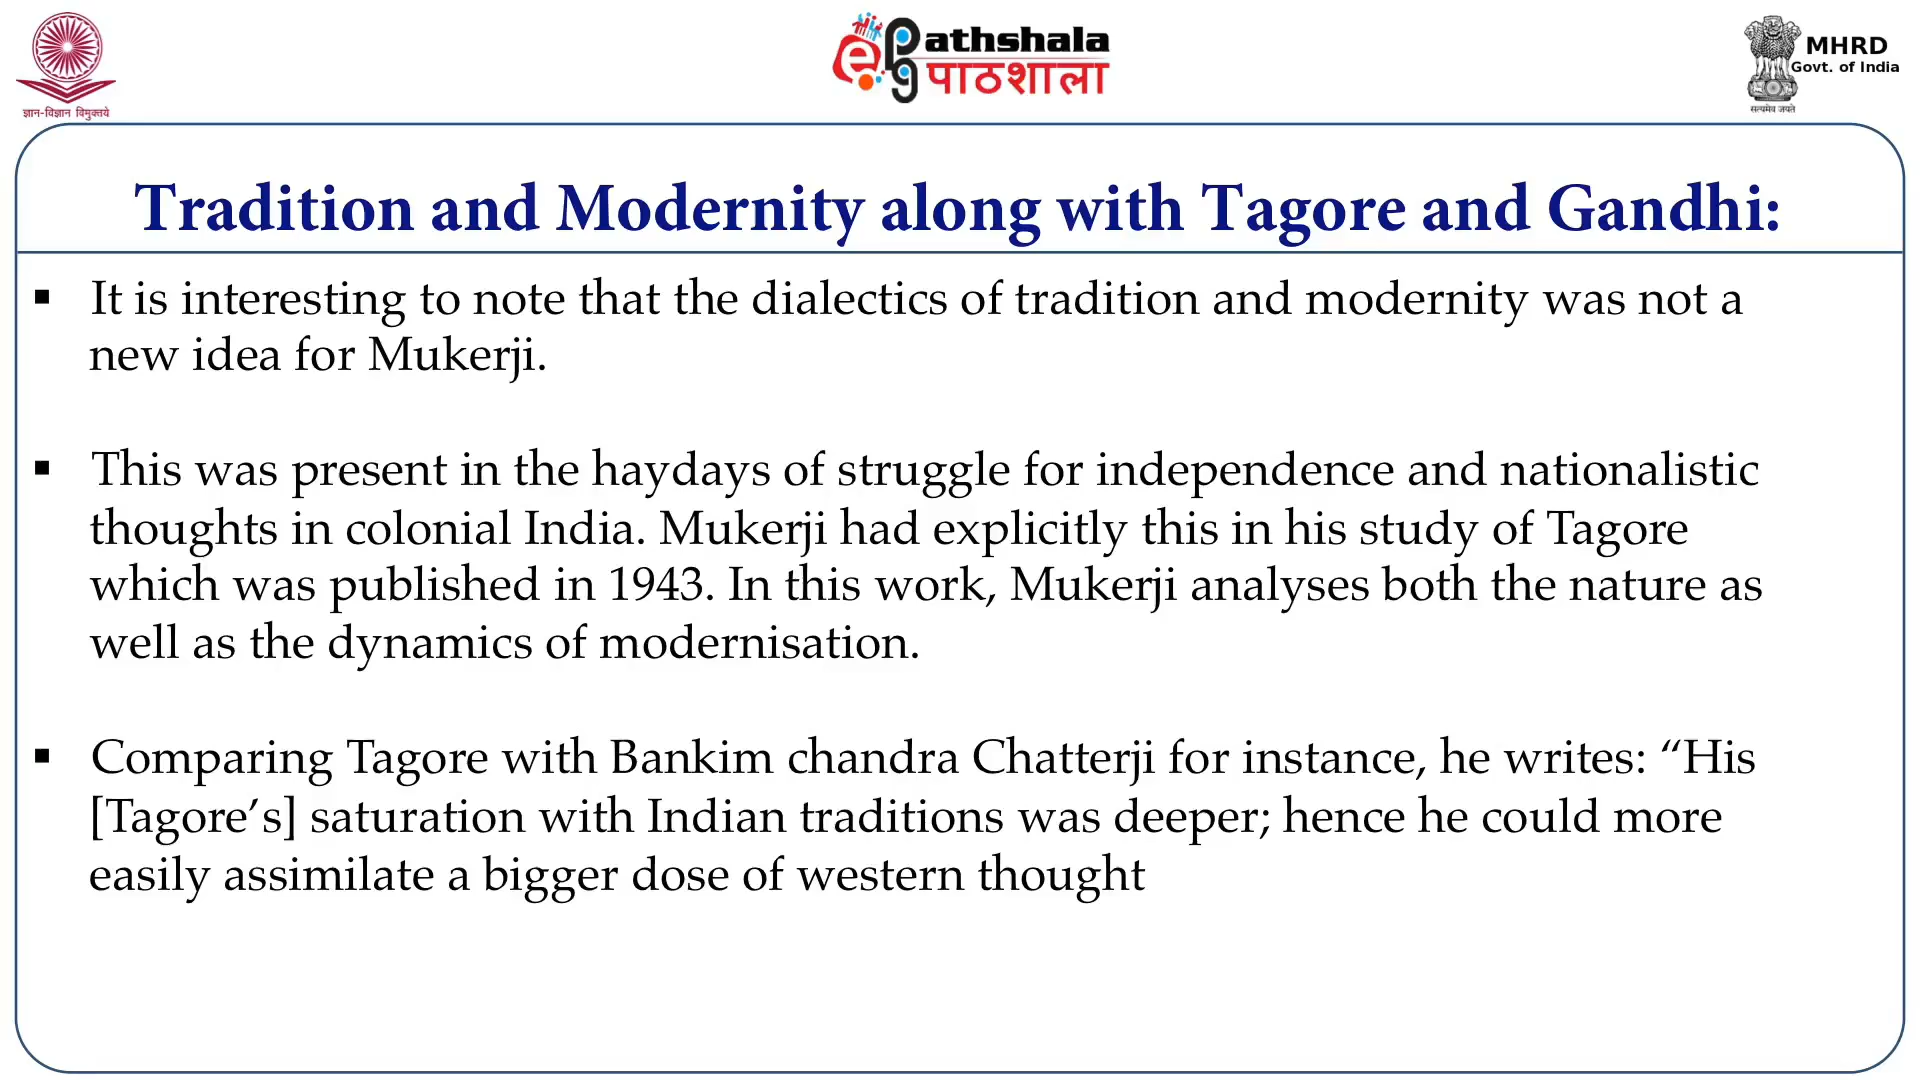 ज्ञान-विज्ञान विमुक्तये
ePG Pathshala
पाठशाला
MHRD
Govt. of India
सत्यमेव जयते
Tradition and Modernity along with Tagore and Gandhi:
▪ It is interesting to note that the dialectics of tradition and modernity was not a
new idea for Mukerji.
▪ This was present in the haydays of struggle for independence and nationalistic
thoughts in colonial India. Mukerji had explicitly this in his study of Tagore
which was published in 1943. In this work, Mukerji analyses both the nature as
well as the dynamics of modernisation.
▪ Comparing Tagore with Bankim chandra Chatterji for instance, he writes: “His
[Tagore’s] saturation with Indian traditions was deeper; hence he could more
easily assimilate a bigger dose of western thought